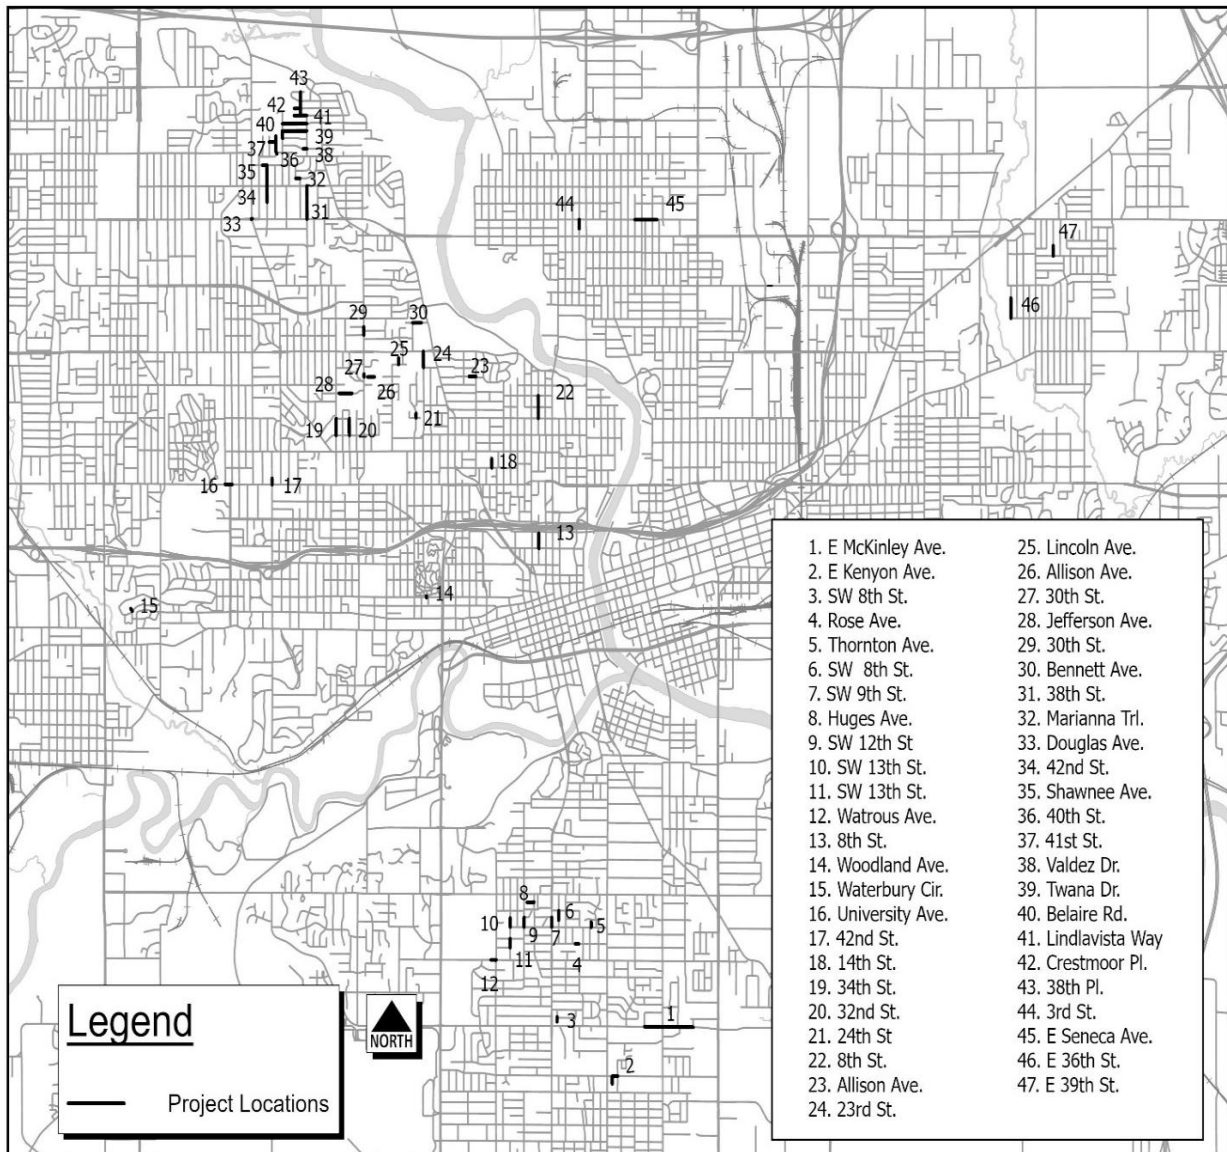 43
42
41
40
39
37
38
36
35
32
34
31
33
44
45
47
46
29
30
25
24
27
23
28
26
22
21
19
20
18
16
17
13
14
15
1. E McKinley Ave.
2. E Kenyon Ave.
3. SW 8th St.
4. Rose Ave.
5. Thornton Ave.
6. SW  8th St.
7. SW 9th St.
8. Huges Ave.
9. SW 12th St
10. SW 13th St.
11. SW 13th St.
12. Watrous Ave.
13. 8th St.
14. Woodland Ave.
15. Waterbury Cir.
16. University Ave.
17. 42nd St.
18. 14th St.
19. 34th St.
20. 32nd St.
21. 24th St
22. 8th St.
23. Allison Ave.
24. 23rd St.
25. Lincoln Ave.
26. Allison Ave.
27. 30th St.
28. Jefferson Ave.
29. 30th St.
30. Bennett Ave.
31. 38th St.
32. Marianna Trl.
33. Douglas Ave.
34. 42nd St.
35. Shawnee Ave.
36. 40th St.
37. 41st St.
38. Valdez Dr.
39. Twana Dr.
40. Belaire Rd.
41. Lindlavista Way
42. Crestmoor Pl.
43. 38th Pl.
44. 3rd St.
45. E Seneca Ave.
46. E 36th St.
47. E 39th St.
8
6
10
9
7
5
11
4
12
3
1
2
Legend
Project Locations
NORTH